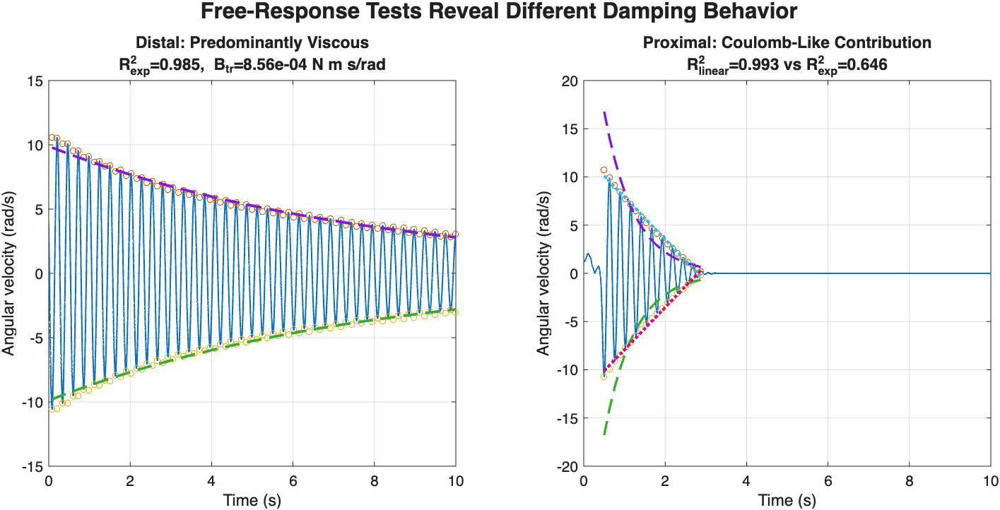 Free-Response Tests Reveal Different Damping Behavior
Distal: Predominantly Viscous
R²exp=0.985, Btr=8.56e-04 N m s/rad
Angular velocity (rad/s)
15
10
5
0
-5
-10
-15
0 2 4 6 8 10
Time (s)
Proximal: Coulomb-Like Contribution
R²linear=0.993 vs R²exp=0.646
Angular velocity (rad/s)
20
15
10
5
0
-5
-10
-15
-20
0 2 4 6 8 10
Time (s)